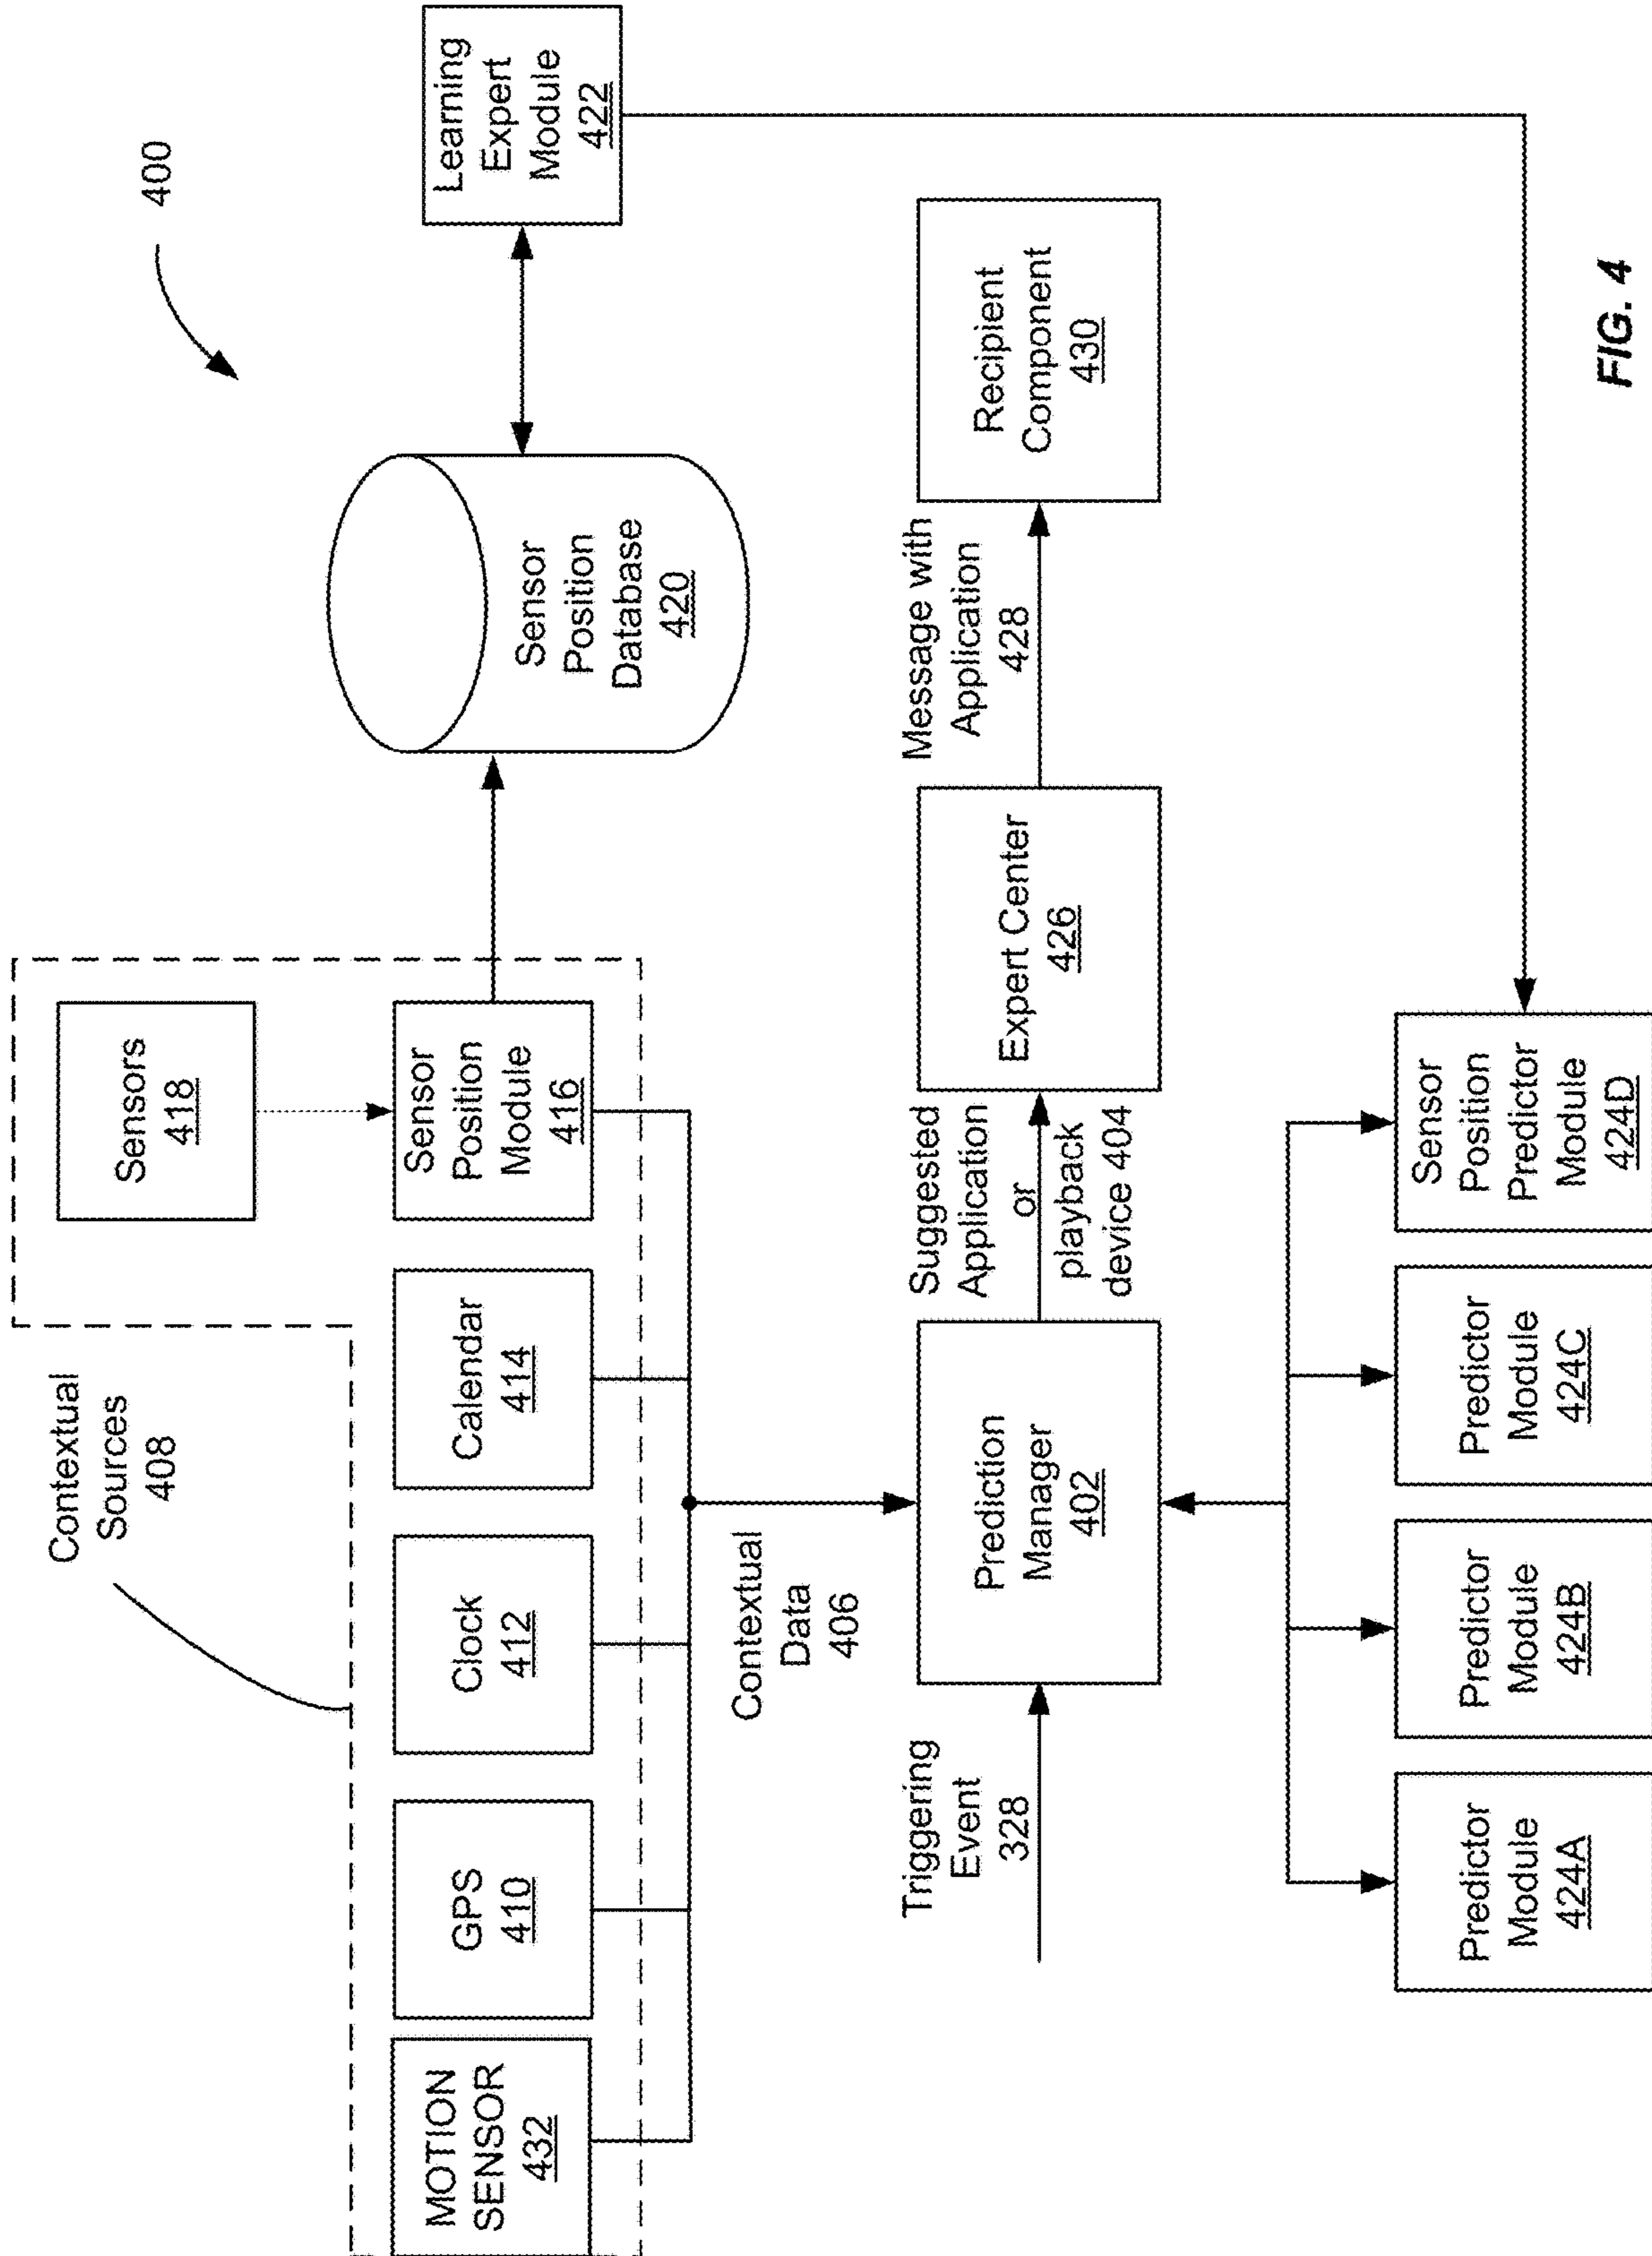 400
Contextual
Sources
408
Sensors
418
MOTION
SENSOR
432
GPS
410
Clock
412
Calendar
414
Sensor
Position
Module
416
Sensor
Position
Database
420
Learning
Expert
Module
422
Contextual
Data
406
Triggering
Event
328
Prediction
Manager
402
Suggested
Application
or
playback
device 404
Expert Center
426
Message with
Application
428
Recipient
Component
430
Predictor
Module
424A
Predictor
Module
424B
Predictor
Module
424C
Sensor
Position
Predictor
Module
424D
FIG. 4